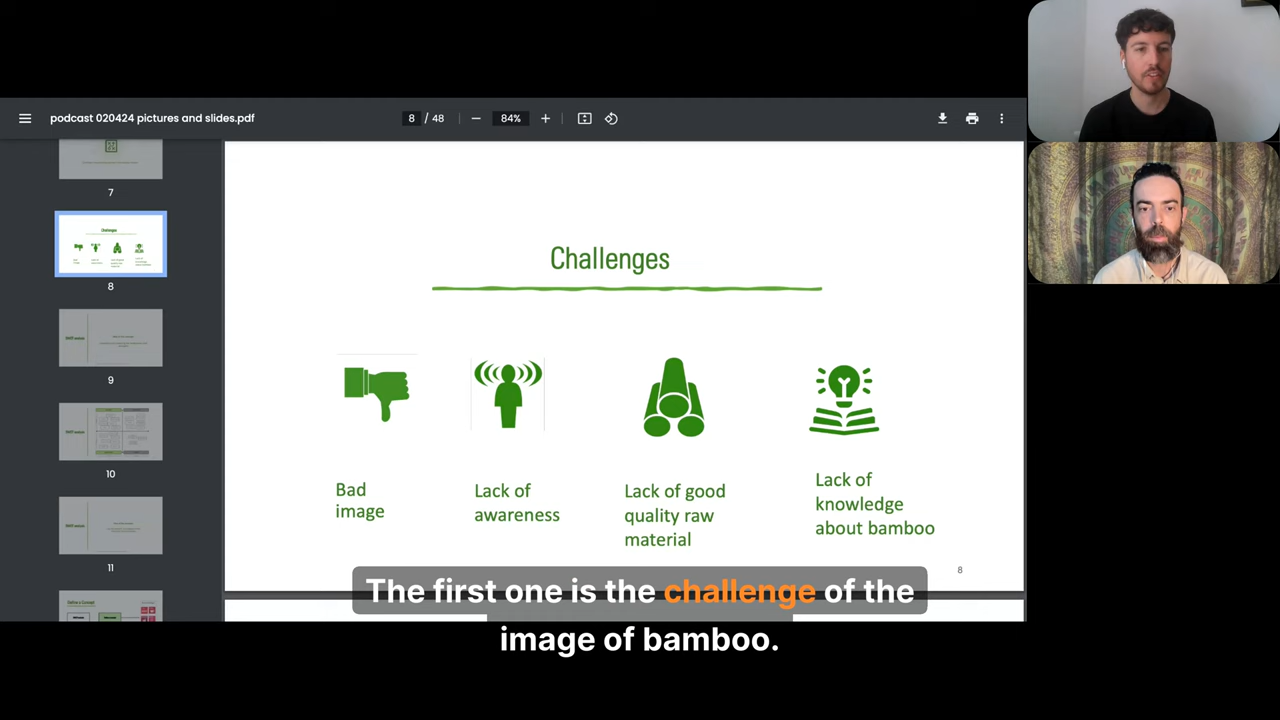 podcast 020424 pictures and slides.pdf
8 / 48
84%
7
8
9
10
11
Challenges
Bad
image
Lack of
awareness
Lack of good
quality raw
material
Lack of
knowledge
about bamboo
8
The first one is the challenge of the
image of bamboo.